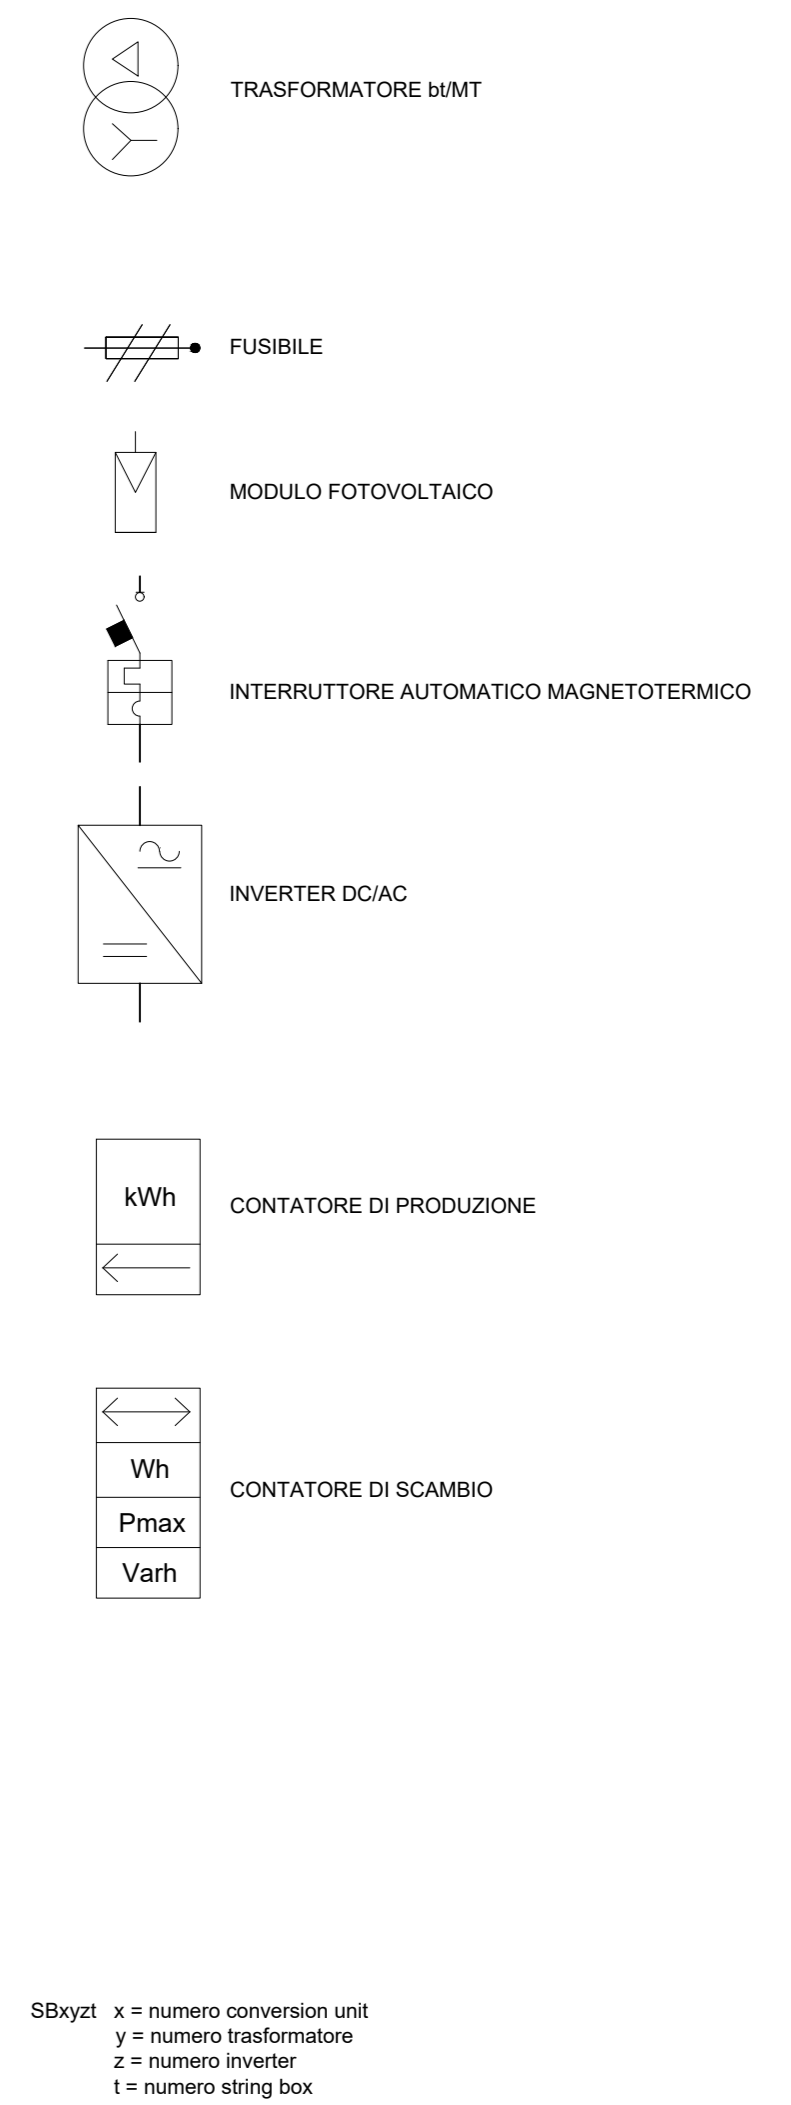 TRASFORMATORE bt/MT
FUSIBILE
MODULO FOTOVOLTAICO
INTERRUTTORE AUTOMATICO MAGNETOTERMICO
INVERTER DC/AC
kWh
CONTATORE DI PRODUZIONE
Wh
CONTATORE DI SCAMBIO
Pmax
Varh
SBxyzt x = numero conversion unit
y = numero trasformatore
z = numero inverter
t = numero string box